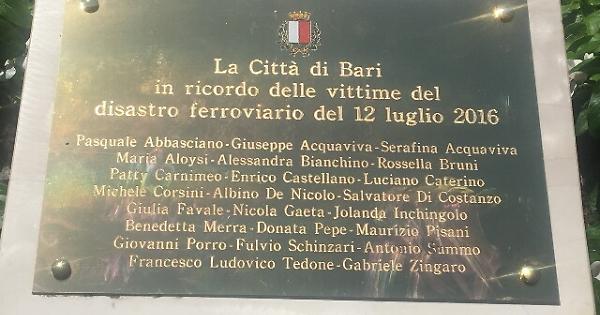 La Città di Bari
in ricordo delle vittime del
disastro ferroviario del 12 luglio 2016
Pasquale Abbasciano-Giuseppe Acquaviva-Serafina Acquaviva
Maria Aloysi-Alessandra Bianchino-Rossella Bruni
Patty Carnimeo-Enrico Castellano-Luciano Caterino
Michele Corsini-Albino De Nicolo-Salvatore Di Costanzo
Giulia Favale-Nicola Gaeta-Jolanda Inchingolo
Benedetta Merra-Donata Pepe-Maurizio Pisani
Giovanni Porro-Fulvio Schinzari-Antonio Summo
Francesco Ludovico Tedone-Gabriele Zingaro